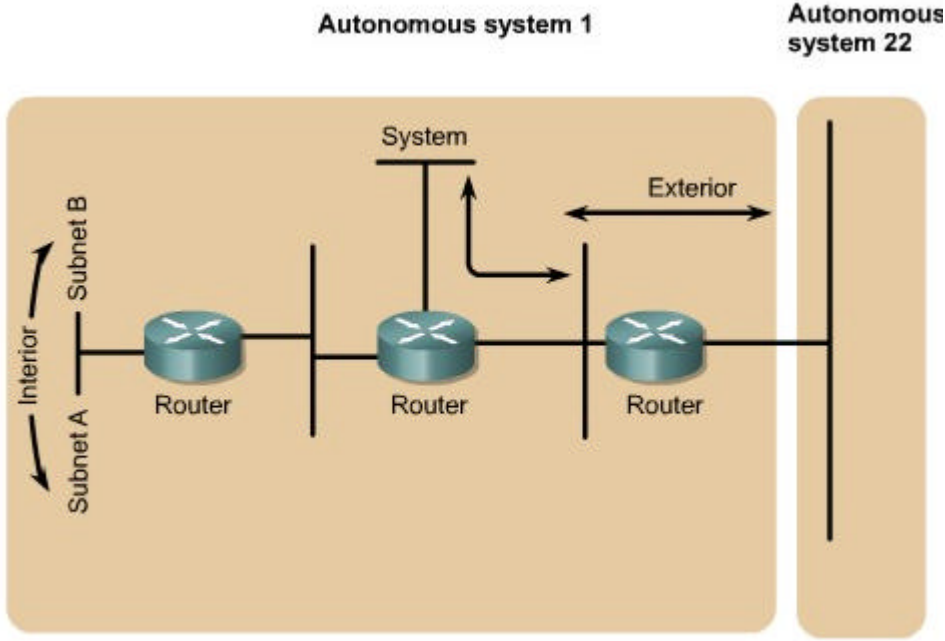 Autonomous system 1
Autonomous
system 22
System
Exterior
Subnet B
Interior
Subnet A
Router
Router
Router